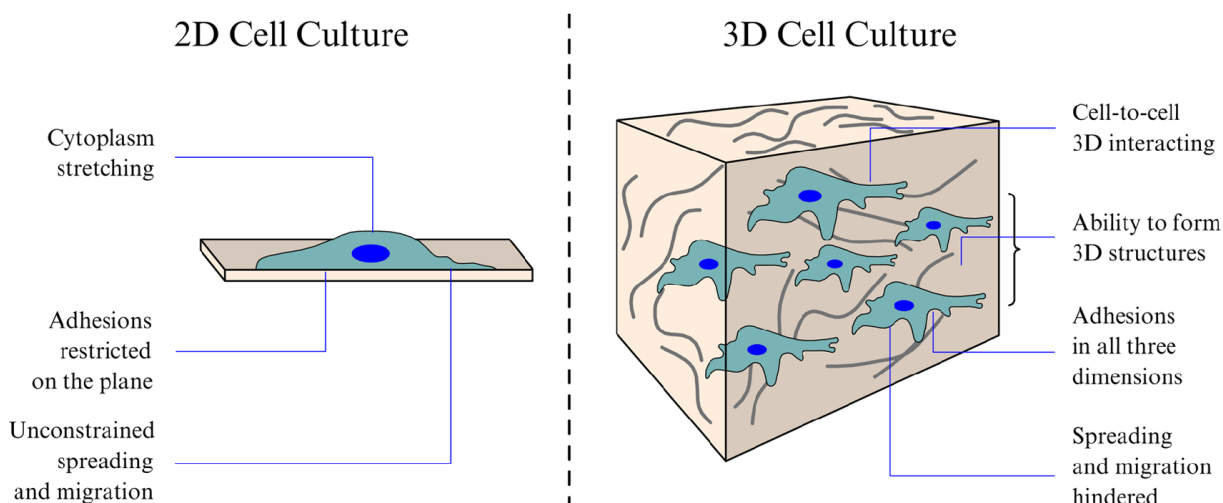 2D Cell Culture
Cytoplasm
stretching
Adhesions
restricted
on the plane
Unconstrained
spreading
and migration
3D Cell Culture
Cell-to-cell
3D interacting
Ability to form
3D structures
Adhesions
in all three
dimensions
Spreading
and migration
hindered